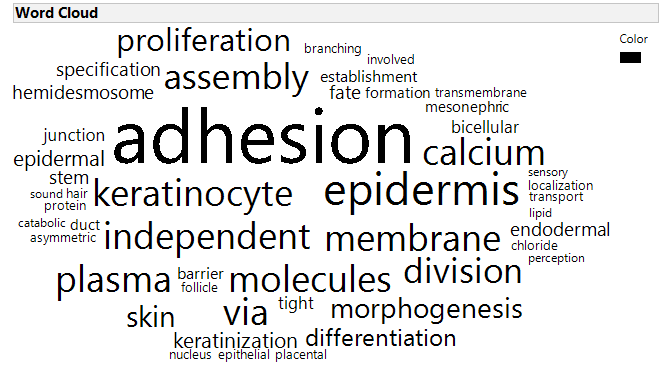 Word Cloud
Color
proliferation
branching
involved
specification
assembly
establishment
hemidesmosome
fate
formation
transmembrane
mesonephric
adhesion
junction
bicellular
epidermal
calcium
stem
sensory
sound
hair
keratinocyte
epidermis
localization
protein
transport
lipid
catabolic
duct
independent
membrane
endodermal
asymmetric
chloride
perception
plasma
barrier
molecules
division
follicle
skin
via
tight
morphogenesis
keratinization
differentiation
nucleus
epithelial
placental